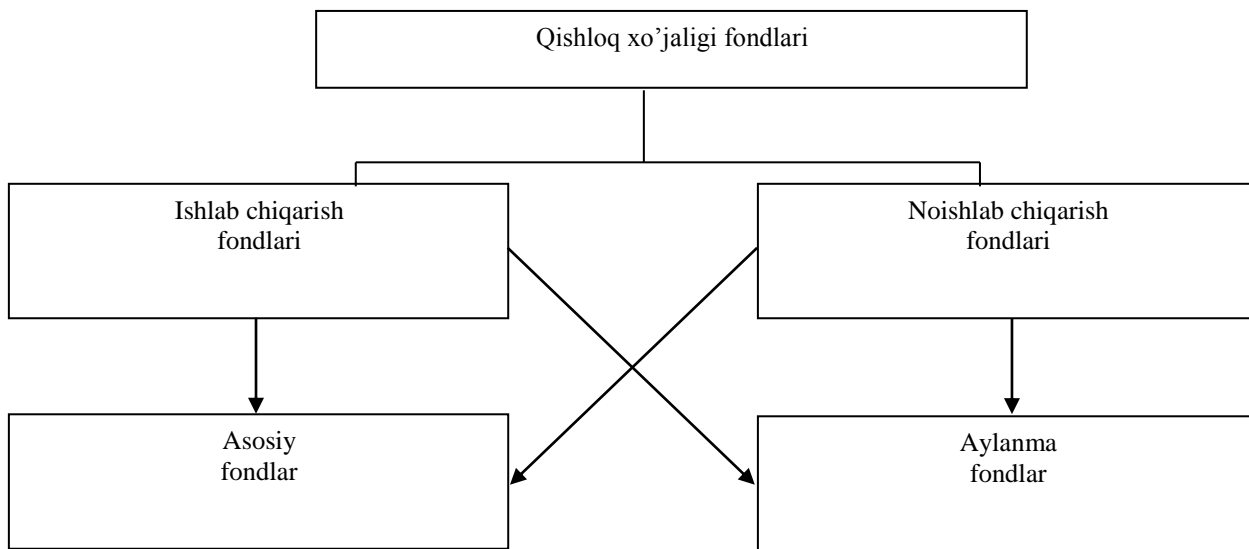 Qishloq xo’jaligi fondlari
Ishlab chiqarish
fondlari
Noishlab chiqarish
fondlari
Asosiy
fondlar
Aylanma
fondlar